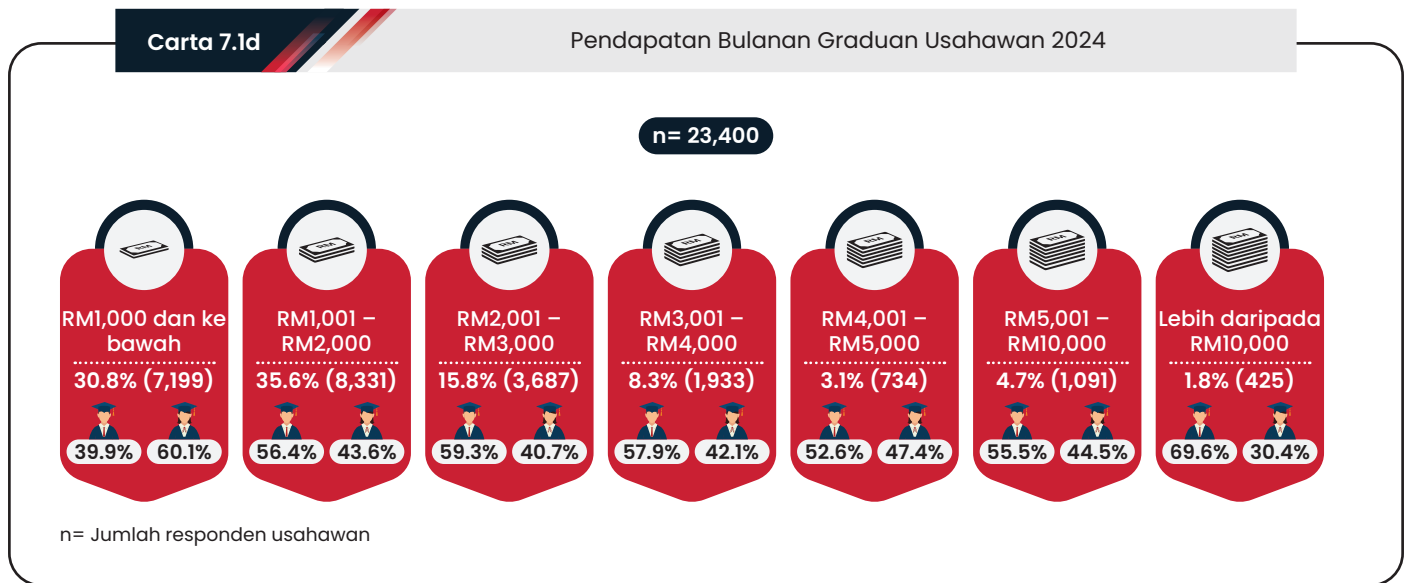 Carta 7.1d
Pendapatan Bulanan Graduan Usahawan 2024
n= 23,400
RM1,000 dan ke
bawah
30.8% (7,199)
39.9% 60.1%
RM1,001 –
RM2,000
35.6% (8,331)
56.4% 43.6%
RM2,001 –
RM3,000
15.8% (3,687)
59.3% 40.7%
RM3,001 –
RM4,000
8.3% (1,933)
57.9% 42.1%
RM4,001 –
RM5,000
3.1% (734)
52.6% 47.4%
RM5,001 –
RM10,000
4.7% (1,091)
55.5% 44.5%
Lebih daripada
RM10,000
1.8% (425)
69.6% 30.4%
n= Jumlah responden usahawan